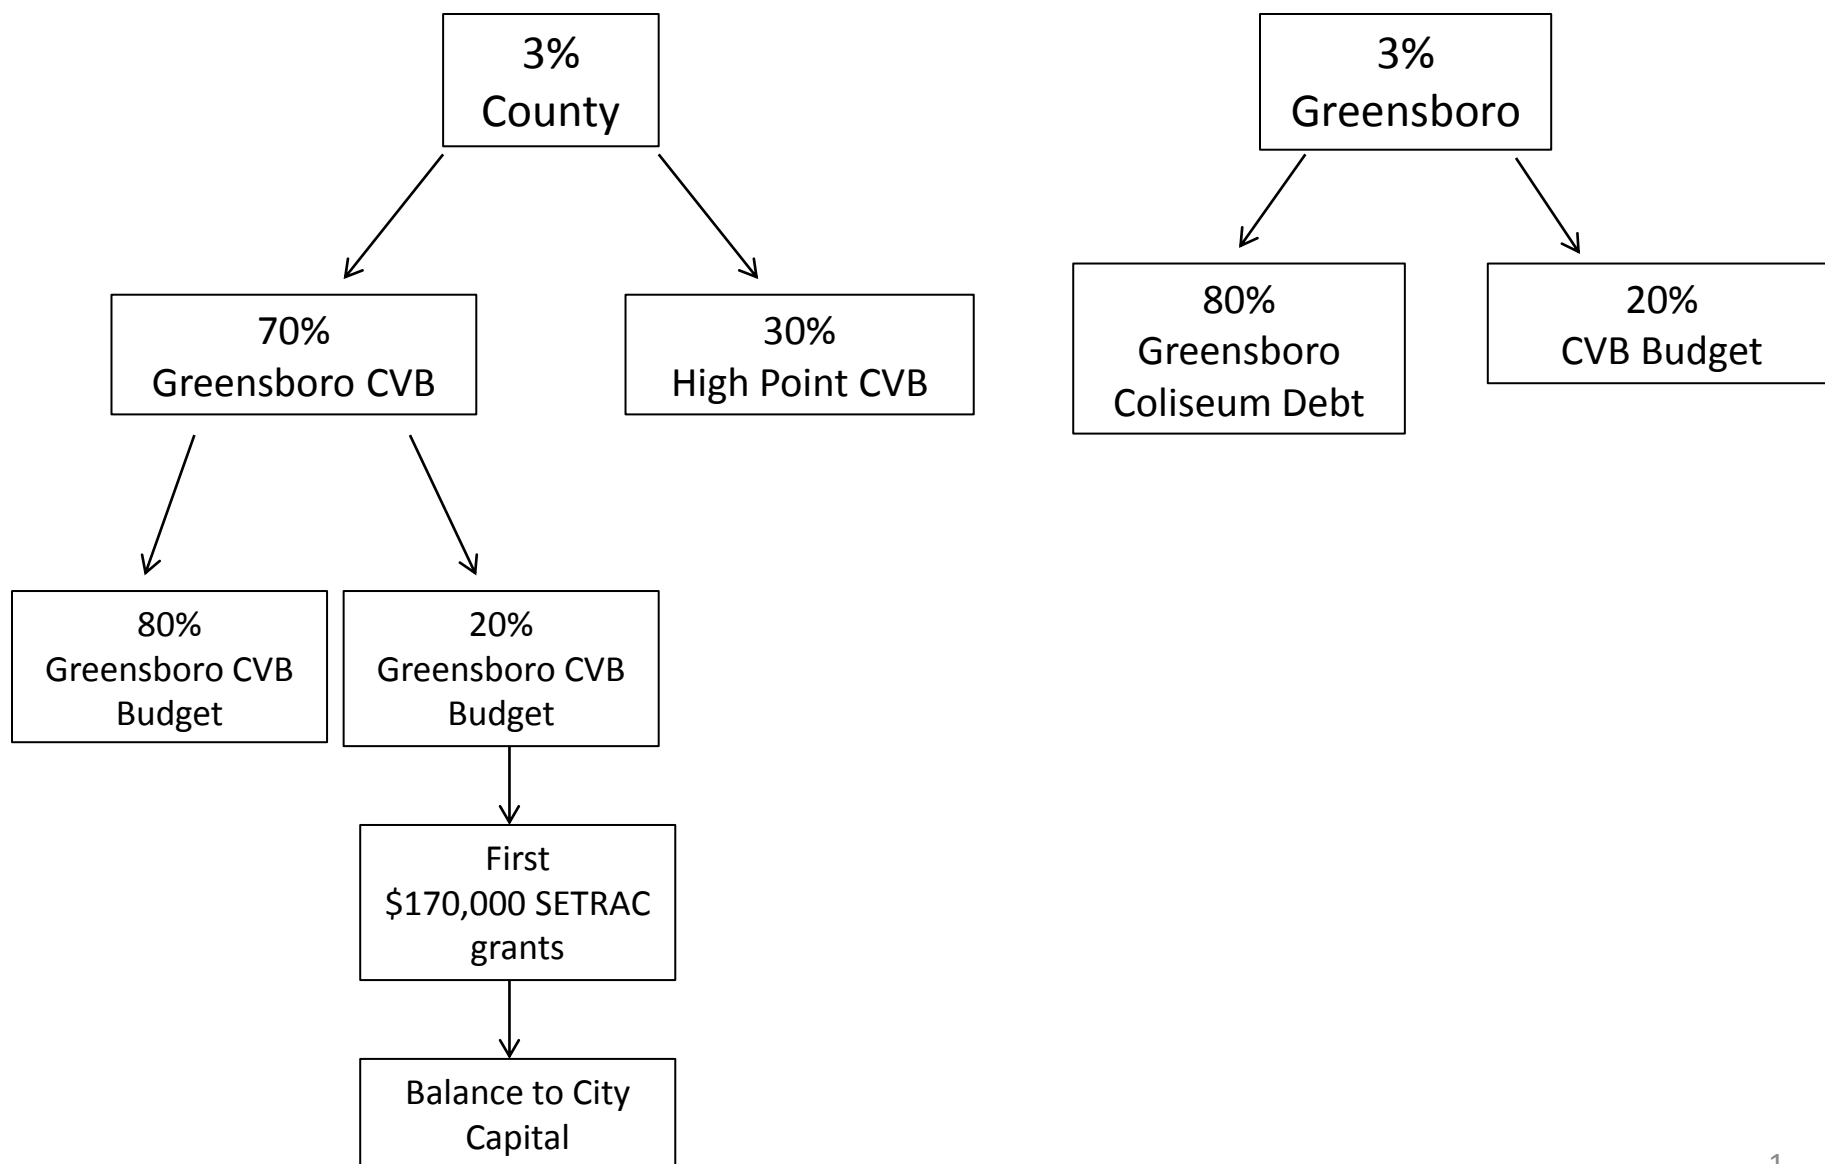 3%
County
3%
Greensboro
70%
Greensboro CVB
30%
High Point CVB
80%
Greensboro
Coliseum Debt
20%
CVB Budget
80%
Greensboro CVB
Budget
20%
Greensboro CVB
Budget
First
$170,000 SETRAC
grants
Balance to City
Capital
1